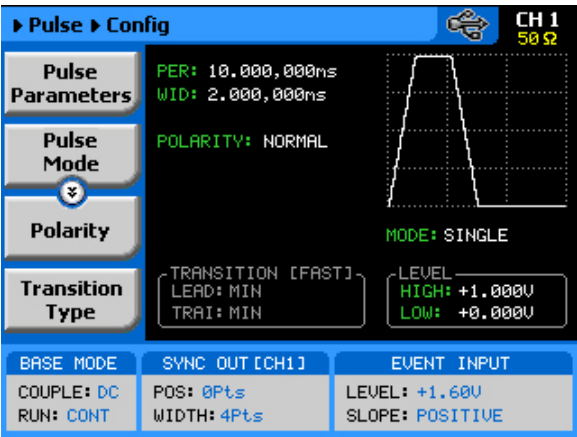 Pulse Config
CH 1
50 Ω
Pulse
Parameters
Pulse
Mode
Polarity
Transition
Type
PER: 10.000,000ns
WID: 2.000,000ns
POLARITY: NORMAL
MODE: SINGLE
TRANSITION [FAST]
LEAD: MIN
TRAI: MIN
LEVEL
HIGH: +1.000V
LOW: +0.000V
BASE MODE
COUPLE: DC
RUN: CONT
SYNC OUT [CH1]
POS: 0Pts
WIDTH: 4Pts
EVENT INPUT
LEVEL: +1.60V
SLOPE: POSITIVE